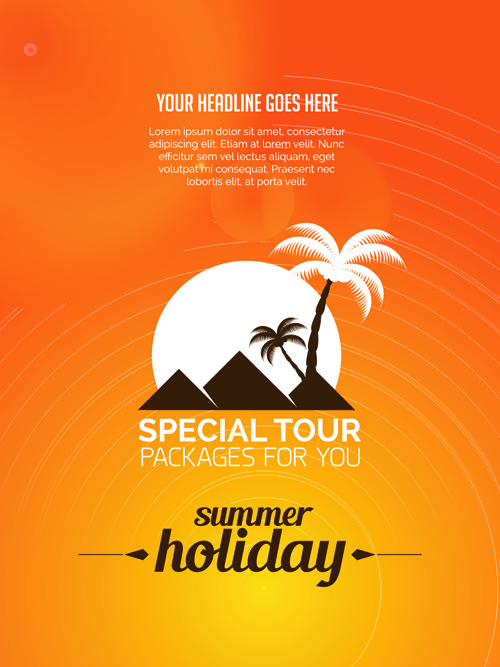 YOUR HEADLINE GOES HERE
Lorem ipsum dolor sit amet, consectetur
adipiscing elit. Etiam at lorem velit. Nunc
efficitur sem vel lectus aliquam, eget
volutpat mi consequat. Praesent nec
lobortis elit, at porta velit.
SPECIAL TOUR
PACKAGES FOR YOU
summer
holiday